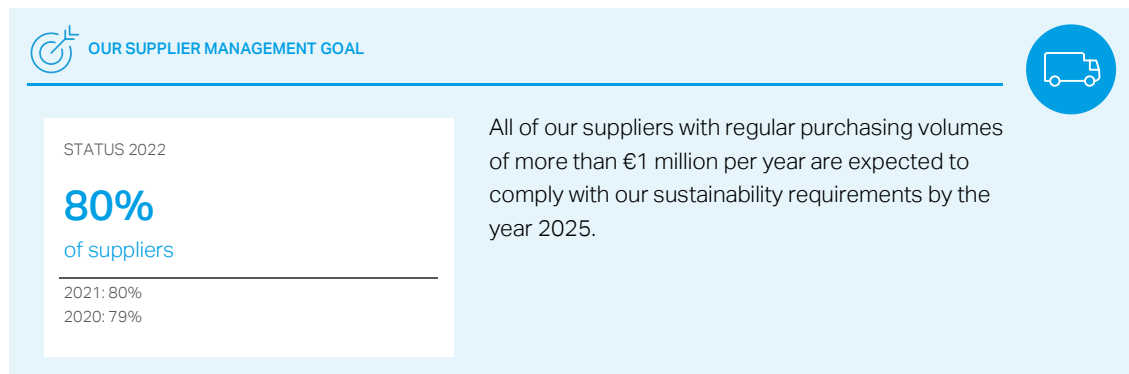 OUR SUPPLIER MANAGEMENT GOAL
STATUS 2022
80%
of suppliers
2021: 80%
2020: 79%
All of our suppliers with regular purchasing volumes
of more than €1 million per year are expected to
comply with our sustainability requirements by the
year 2025.